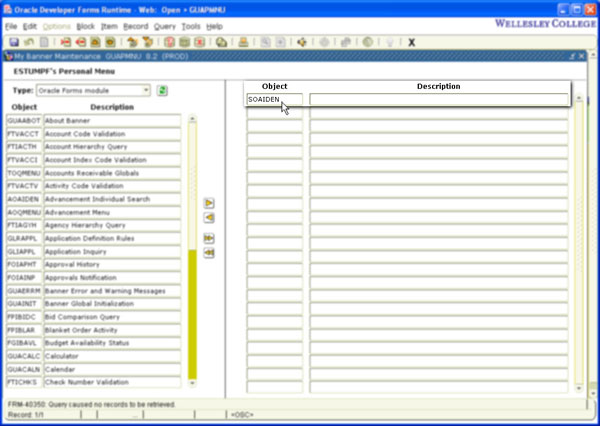 Oracle Developer Forms Runtime - Web: Open > GUAPMNU
File Edit Options Block Item Record Query Tools Help
WELLESLEY COLLEGE
My Banner Maintenance GUAPMNU 8.2 (PROD)
ESTUMPF's Personal Menu
Type: Oracle Forms module
Object Description
Object Description
SOAIDEN
GUAABOT About Banner
FTVACCT Account Code Validation
FTIACTH Account Hierarchy Query
FTVACCI Account Index Code Validation
TOQMENU Accounts Receivable Globals
FTVACTV Activity Code Validation
AOAIDEN Advancement Individual Search
AOQMENU Advancement Menu
FTIAGYH Agency Hierarchy Query
GLRAPPL Application Definition Rules
GLIAPPL Application Inquiry
FOIAPHT Approval History
FOIAINP Approvals Notification
GUAERRM Banner Error and Warning Messages
GUAINIT Banner Global Initialization
FPIBIDC Bid Comparison Query
FPIBLAR Blanket Order Activity
FGIBAVL Budget Availability Status
GUACALC Calculator
GUACALN Calendar
FTICHKS Check Number Validation
FRM-40350: Query caused no records to be retrieved.
Record: 1/1 ... <OSC>